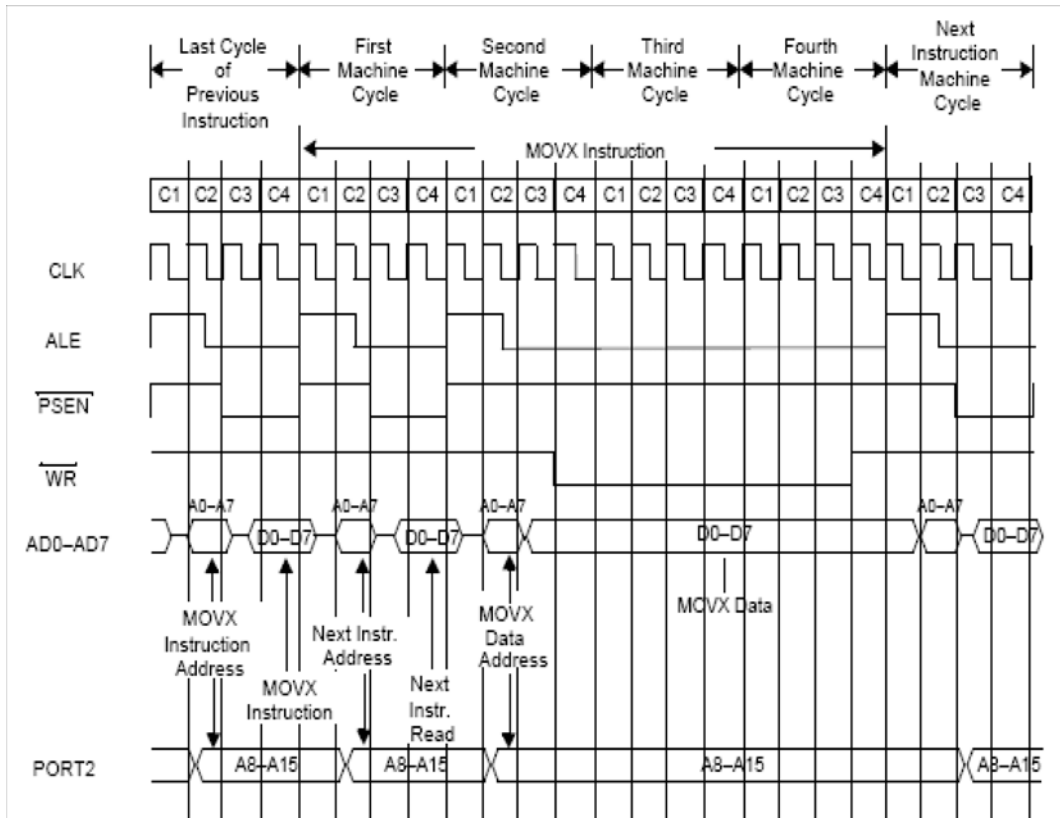 Last Cycle of Previous Instruction
First Machine Cycle
Second Machine Cycle
Third Machine Cycle
Fourth Machine Cycle
Next Instruction Machine Cycle
MOVX Instruction
C1 C2 C3 C4 C1 C2 C3 C4 C1 C2 C3 C4 C1 C2 C3 C4 C1 C2 C3 C4 C1 C2 C3 C4
CLK
ALE
PSEN
WR
A0–A7 A0–A7 A0–A7 A0–A7
AD0–AD7 D0–D7 D0–D7 D0–D7 D0–D7
MOVX Instruction Address
MOVX Instruction
Next Instr. Address
Next Instr. Read
MOVX Data Address
MOVX Data
PORT2 A8–A15 A8–A15 A8–A15 A8–A15